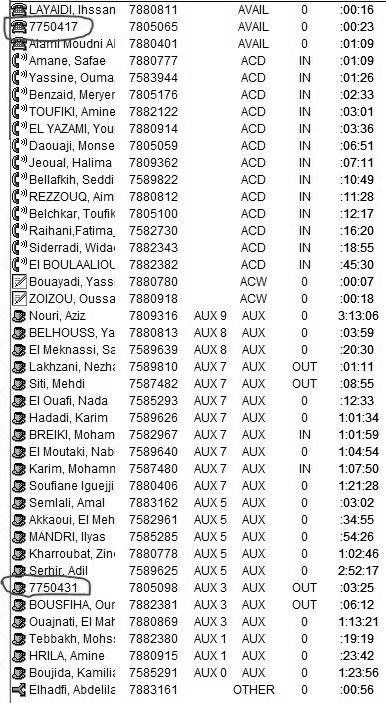 LAYAIDI, Ihssan 7880811 AVAIL 0 :00:16
7750417 7805065 AVAIL 0 :00:23
Alami Moudni Al 7880401 AVAIL 0 :01:09
Amane, Safae 7880777 ACD IN :01:09
Yassine, Ouma 7583944 ACD IN :01:26
Benzaid, Meryer 7805176 ACD IN :02:33
TOUFIKI, Amine 7882122 ACD IN :03:01
EL YAZAMI, You 7880914 ACD IN :03:36
Daouaji, Monse 7805059 ACD IN :06:51
Jeoual, Halima 7809362 ACD IN :07:11
Bellafkih, Seddi 7589822 ACD IN :10:49
REZZOUQ, Aim 7880812 ACD IN :11:28
Belchkar, Toufik 7805100 ACD IN :12:17
Raihani,Fatima, 7582730 ACD IN :16:20
Siderradi, Wida 7882343 ACD IN :18:55
El BOULAALIOU 7882382 ACD IN :45:30
Bouayadi, Yass 7880780 ACW 0 :00:07
ZOIZOU, Oussa 7880918 ACW 0 :00:18
Nouri, Aziz 7809316 AUX 9 AUX 0 3:13:06
BELHOUSS, Ya 7880813 AUX 8 AUX 0 :03:59
El Meknassi, Sa 7589639 AUX 8 AUX 0 :20:30
Lakhzani, Nezha 7589810 AUX 7 AUX OUT :01:11
Siti, Mehdi 7587482 AUX 7 AUX OUT :08:55
El Ouafi, Nada 7585293 AUX 7 AUX 0 :12:33
Hadadi, Karim 7589626 AUX 7 AUX 0 1:01:34
BREIKI, Moham 7582967 AUX 7 AUX IN 1:01:59
El Moutaki, Nab 7589640 AUX 7 AUX 0 1:04:54
Karim, Mohamn 7587480 AUX 7 AUX IN 1:07:50
Soufiane Iguejji 7880406 AUX 7 AUX 0 1:21:28
Semlali, Amal 7883162 AUX 5 AUX 0 :03:02
Akkaoui, El Meh 7582961 AUX 5 AUX 0 :34:55
MANDRI, Ilyas 7585285 AUX 5 AUX 0 :54:26
Kharroubat, Zine 7880778 AUX 5 AUX 0 1:02:46
Serhir, Adil 7589625 AUX 5 AUX 0 2:52:17
7750431 7805098 AUX 3 AUX OUT :03:25
BOUSFIHA, Our 7882381 AUX 3 AUX OUT :06:12
Ouajnati, El Mah 7880869 AUX 3 AUX 0 1:13:21
Tebbakh, Mohs 7882380 AUX 1 AUX 0 :19:19
HRILA, Amine 7880915 AUX 1 AUX 0 :23:42
Boujida, Kamilia 7585291 AUX 0 AUX 0 1:23:56
Elhadfi, Abdelila 7883161 OTHER 0 :00:56